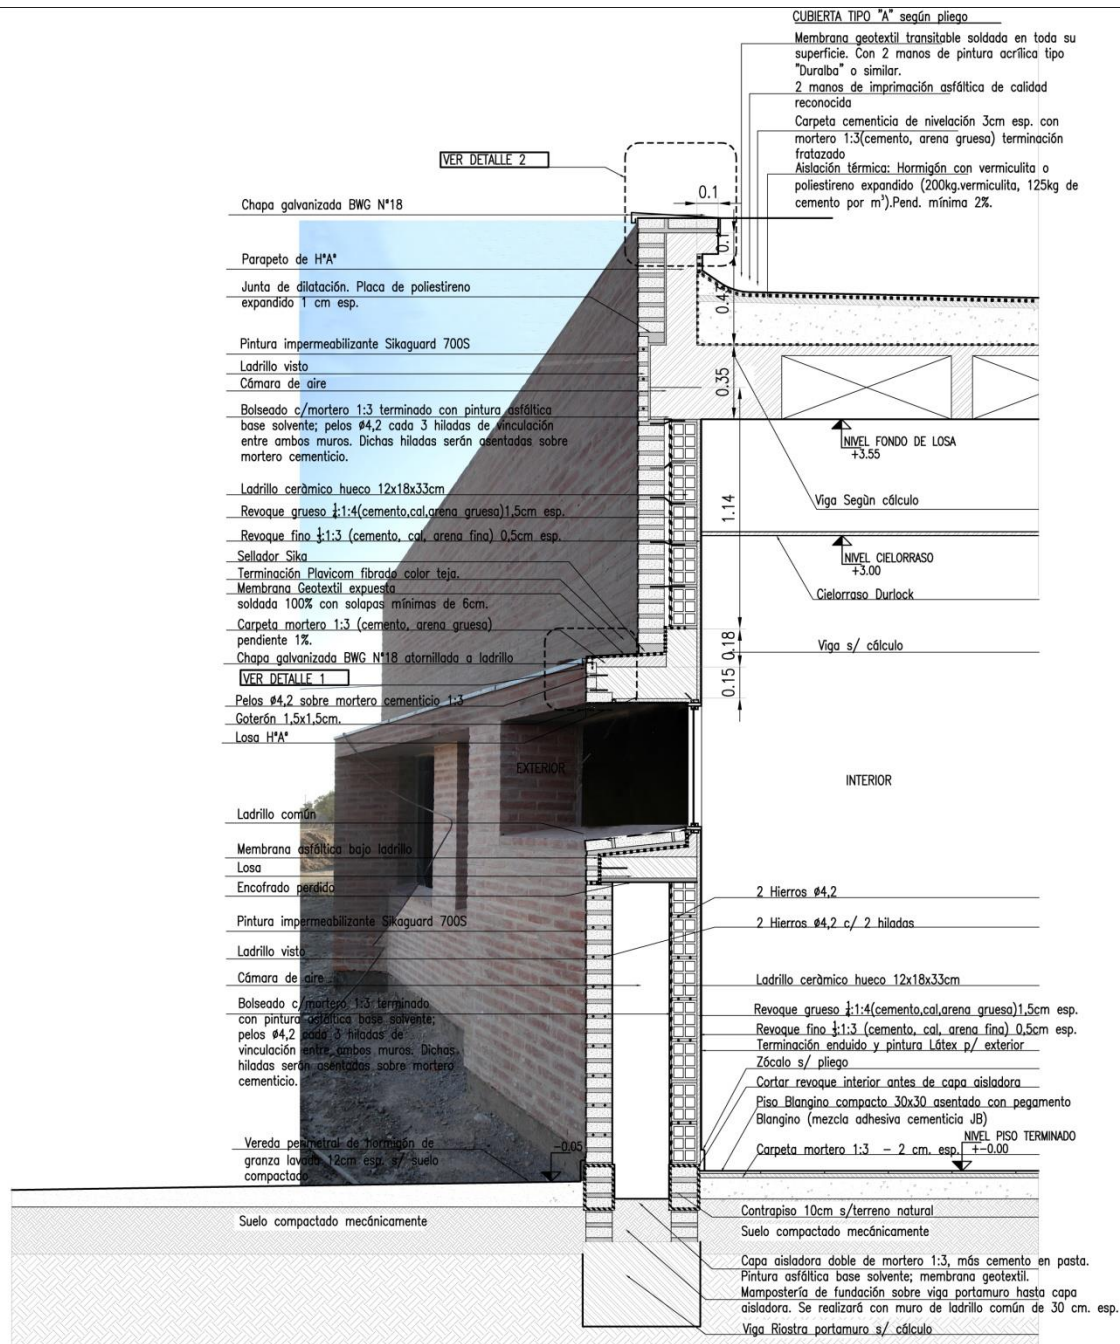 CUBIERTA TIPO "A" según pliego
Membrana geotextil transitable soldada en toda su
superficie. Con 2 manos de pintura acrílica tipo
"Duralba" o similar.
2 manos de imprimación asfáltica de calidad
reconocida
Carpeta cementicia de nivelación 3cm esp. con
mortero 1:3(cemento, arena gruesa) terminación
fratazado
Aislación térmica: Hormigón con vermiculita o
poliestireno expandido (200kg.vermiculita, 125kg de
cemento por m³).Pend. mínima 2%.
VER DETALLE 2
0.1
Chapa galvanizada BWG N°18
0.1
Parapeto de H°A°
Junta de dilatación. Placa de poliestireno
expandido 1 cm esp.
0.4
Pintura impermeabilizante Sikaguard 700S
Ladrillo visto
Cámara de aire
0.35
Bolseado c/mortero 1:3 terminado con pintura asfáltica
base solvente; pelos ø4,2 cada 3 hiladas de vinculación
entre ambos muros. Dichas hiladas serán asentadas sobre
mortero cementicio.
NIVEL FONDO DE LOSA
+3.55
Ladrillo cerámico hueco 12x18x33cm
Viga Según cálculo
1.14
Revoque grueso ¼:1:4(cemento,cal,arena gruesa)1,5cm esp.
Revoque fino ⅛:1:3 (cemento, cal, arena fina) 0,5cm esp.
Sellador Sika
NIVEL CIELORRASO
+3.00
Terminación Plavicom fibrado color teja.
Membrana Geotextil expuesta
soldada 100% con solapas mínimas de 6cm.
Cielorraso Durlock
Carpeta mortero 1:3 (cemento, arena gruesa)
pendiente 1%.
0.18
Viga s/ cálculo
Chapa galvanizada BWG N°18 atornillada a ladrillo
VER DETALLE 1
0.15
Pelos ø4,2 sobre mortero cementicio 1:3
Goterón 1,5x1,5cm.
Losa H°A°
EXTERIOR
INTERIOR
Ladrillo común
Membrana asfáltica bajo ladrillo
Losa
Encofrado perdido
2 Hierros ø4,2
Pintura impermeabilizante Sikaguard 700S
2 Hierros ø4,2 c/ 2 hiladas
Ladrillo visto
Cámara de aire
Ladrillo cerámico hueco 12x18x33cm
Bolseado c/mortero 1:3 terminado
con pintura asfáltica base solvente;
pelos ø4,2 cada 3 hiladas de
vinculación entre ambos muros. Dichas
hiladas serán asentadas sobre mortero
cementicio.
Revoque grueso ¼:1:4(cemento,cal,arena gruesa)1,5cm esp.
Revoque fino ⅛:1:3 (cemento, cal, arena fina) 0,5cm esp.
Terminación enduido y pintura Látex p/ exterior
Zócalo s/ pliego
Cortar revoque interior antes de capa aisladora
Piso Blangino compacto 30x30 asentado con pegamento
Blangino (mezcla adhesiva cementicia JB)
NIVEL PISO TERMINADO
+-0.00
Carpeta mortero 1:3 - 2 cm. esp.
Vereda perimetral de hormigón de
granza lavada 12cm esp. s/ suelo
compactado
-0.05
Contrapiso 10cm s/terreno natural
Suelo compactado mecánicamente
Suelo compactado mecánicamente
Capa aisladora doble de mortero 1:3, más cemento en pasta.
Pintura asfáltica base solvente; membrana geotextil.
Mampostería de fundación sobre viga portamuro hasta capa
aisladora. Se realizará con muro de ladrillo común de 30 cm. esp.
Viga Riostra portamuro s/ cálculo